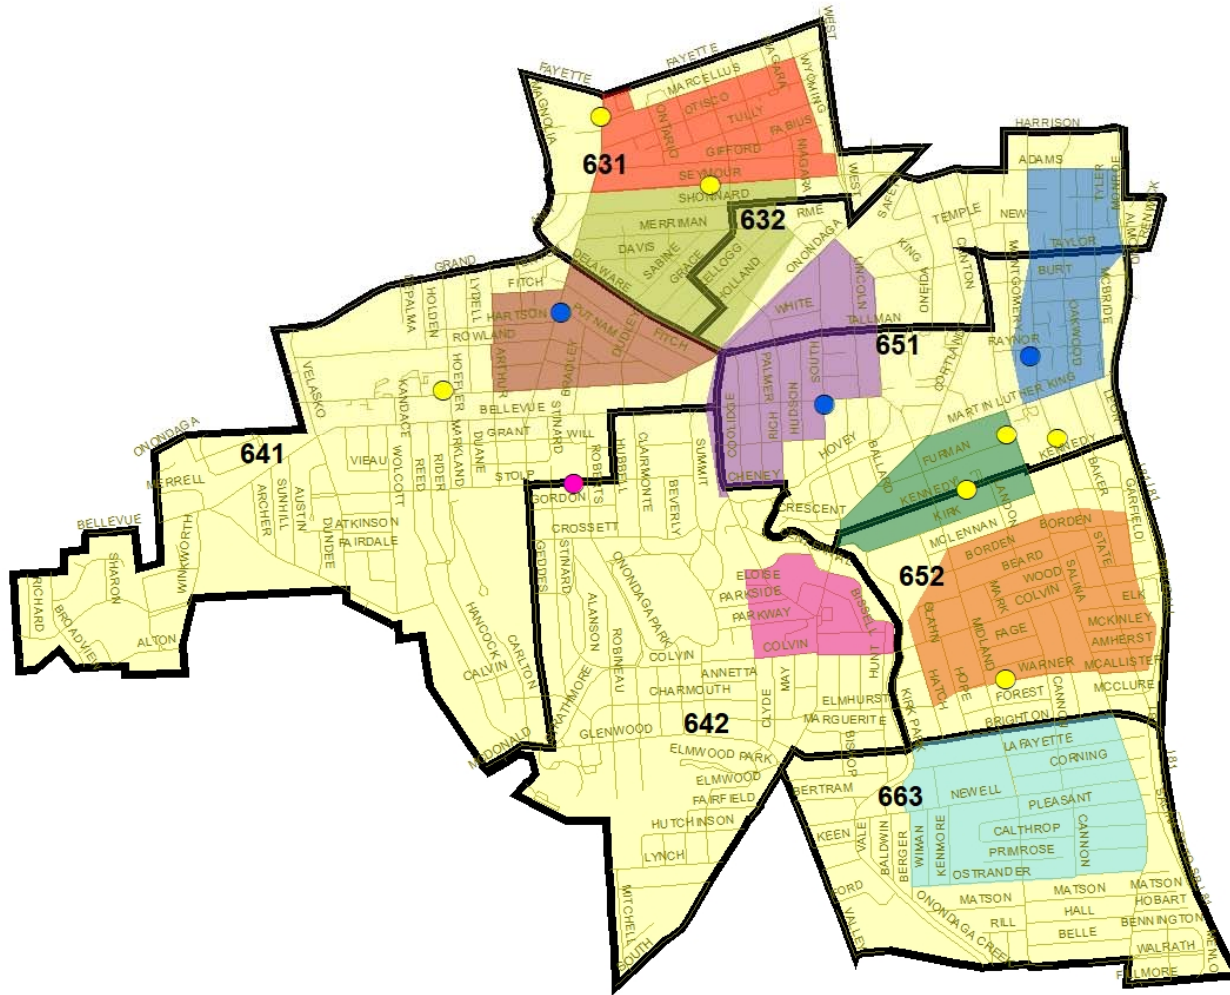 WEST
FAYETTE
FAYETTE
MAGNOLIA
MARCELLUS
NIAGARA
WYOMING
OTISCO
ONTARIO
TULLY
FABIUS
GIFFORD
NIAGARA
631
SEYMOUR
WEST
SHONNARD
HARRISON
ADAMS
TYLER
MONROE
RENWICK
ALMOND
632
MERRIMAN
ONONDAGA
TEMPLE
NEW
TAYLOR
DAVIS
SABINE
GRACE
KELLOGG
HOLLAND
DELAWARE
KING
ONEIDA
CANTON
MONTGOMERY
BURT
MCBRIDE
OAKWOOD
GRAND
FITCH
LYDELL
HOLDEN
DEPALMA
HARTSON
PUTNAM
DUDLEY
FITCH
ROWLAND
WHITE
LINCOLN
TALLMAN
651
RAYNOR
CORTLAND
VELASKO
HOEFLER
ARTHUR
BRADLEY
PALMER
SOUTH
HUDSON
RICH
COOLIDGE
MARTIN LUTHER KING
KANDACE
MARKLAND
BELLEVUE
GRANT
WILL
STINARD
DUANE
ONONDAGA
641
VIEAU
WOLCOTT
REED
RIDER
STOLP
ROBERTS
HUBBELL
CLAIRMONTE
SUMMIT
BEVERLY
CHENEY
HOVEY
BALLARD
FURMAN
KENNEDY
KENNEDY
LANDON
BAKER
GARFIELD
I-81
MERRELL
ARCHER
SUNHILL
AUSTIN
DUNDEE
ATKINSON
FAIRDALE
GORDON
CROSSETT
CRESCENT
KIRK
MCLENNAN
BORDEN
BORDEN
STATE
BELLEVUE
WINKWORTH
SHARON
RICHARD
BROADVIEW
ALTON
GEDDES
STINARD
ALANSON
ROBINEAU
ONONDAGA PARK
ELOISE
PARKSIDE
PARKWAY
COLVIN
BISSELL
HUNT
652
BEARD
WOOD
COLVIN
SALINA
MARK
MIDLAND
PAGE
ELK
MCKINLEY
AMHERST
MCALLISTER
WARNER
MCCLURE
HANCOCK
CARLTON
CALVIN
COLVIN
ANNETTA
CHARMOUTH
CLYDE
MAY
ELMHURST
MARGUERITE
HATCH
HOPE
FOREST
CANNON
BRIGHTON
KIRK PARK
STRATHMORE
MCDONALD
GLENWOOD
642
ELMWOOD PARK
BISHOP
ELMWOOD
FAIRFIELD
HUTCHINSON
LYNCH
MITCHELL
SOUTH
LAFAYETTE
CORNING
663
BERTRAM
NEWELL
PLEASANT
KEEN
VALE
BALDWIN
BERGER
WIMAN
KENMORE
CALTHROP
PRIMROSE
CANNON
OSTRANDER
MATSON
MATSON
MATSON
HOBART
HALL
RILL
BELLE
BENNINGTON
WALRATH
VALLEY
ONONDAGA CREEK
FILLMORE
MENLO